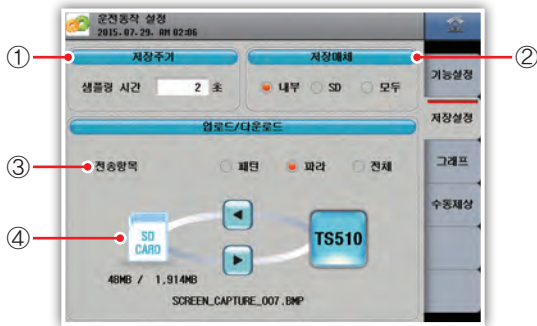 운전동작 설정
2015.07.29. AM 02:06
① 저장주기
저장매체 ②
샘플링 시간 2 초
내부 SD 모두
업로드/다운로드
③ 전송항목
패턴 파라 전체
④ SD CARD
TS510
48MB / 1,914MB
SCREEN_CAPTURE_007.BMP
기능설정
저장설정
그래프
수동재상